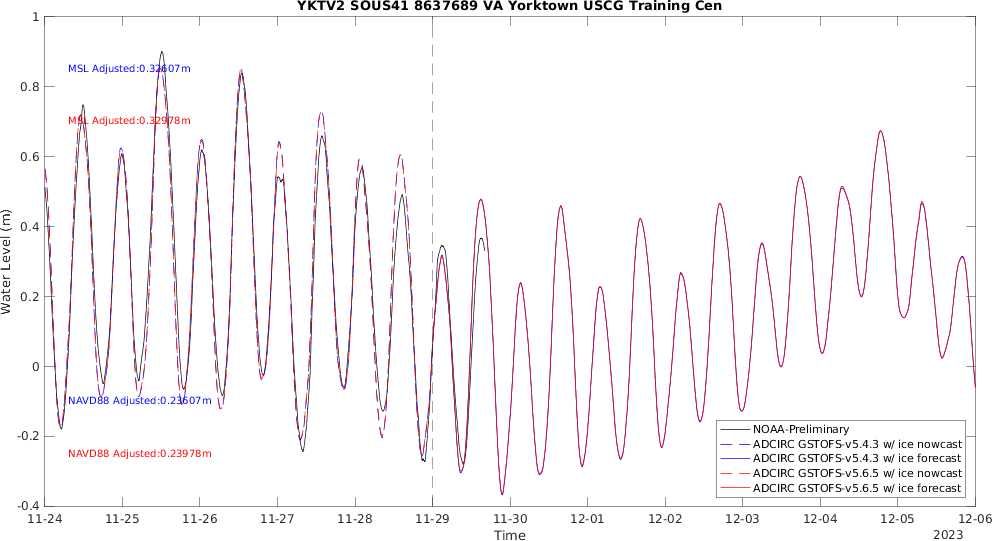 YKTV2 SOUS41 8637689 VA Yorktown USCG Training Cen
1
0.8
0.6
0.4
0.2
0
-0.2
-0.4
Water Level (m)
MSL Adjusted:0.32607m
MSL Adjusted:0.32978m
NAVD88 Adjusted:0.23607m
NAVD88 Adjusted:0.23978m
NOAA-Preliminary
ADCIRC GSTOFS-v5.4.3 w/ ice nowcast
ADCIRC GSTOFS-v5.4.3 w/ ice forecast
ADCIRC GSTOFS-v5.6.5 w/ ice nowcast
ADCIRC GSTOFS-v5.6.5 w/ ice forecast
11-24 11-25 11-26 11-27 11-28 11-29 11-30 12-01 12-02 12-03 12-04 12-05 12-06
Time
2023